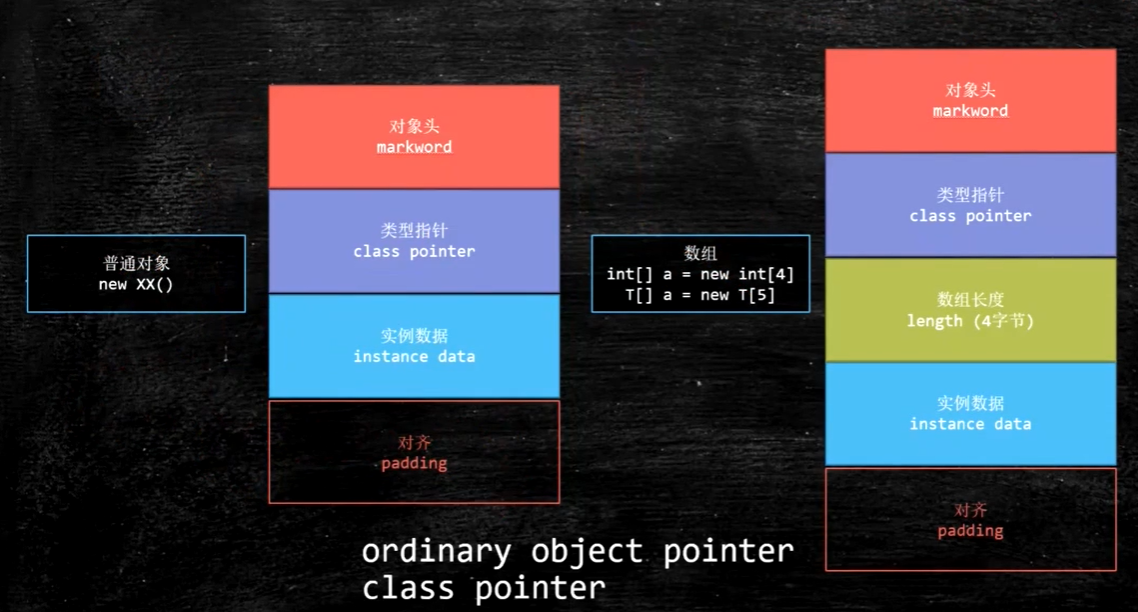 普通对象
new XX()
对象头
markword
类型指针
class pointer
实例数据
instance data
对齐
padding
数组
int[] a = new int[4]
T[] a = new T[5]
对象头
markword
类型指针
class pointer
数组长度
length (4字节)
实例数据
instance data
对齐
padding
ordinary object pointer
class pointer